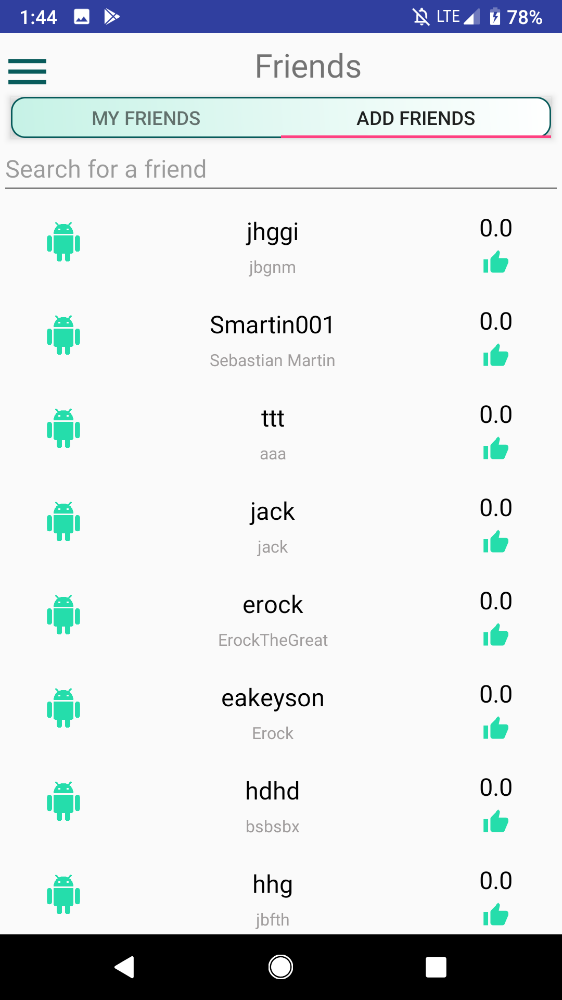 1:44 LTE 78%
Friends
MY FRIENDS ADD FRIENDS
Search for a friend
jhggi 0.0
jbgnm
Smartin001 0.0
Sebastian Martin
ttt 0.0
aaa
jack 0.0
jack
erock 0.0
ErockTheGreat
eakeyson 0.0
Erock
hdhd 0.0
bsbsbx
hhg 0.0
jbfth